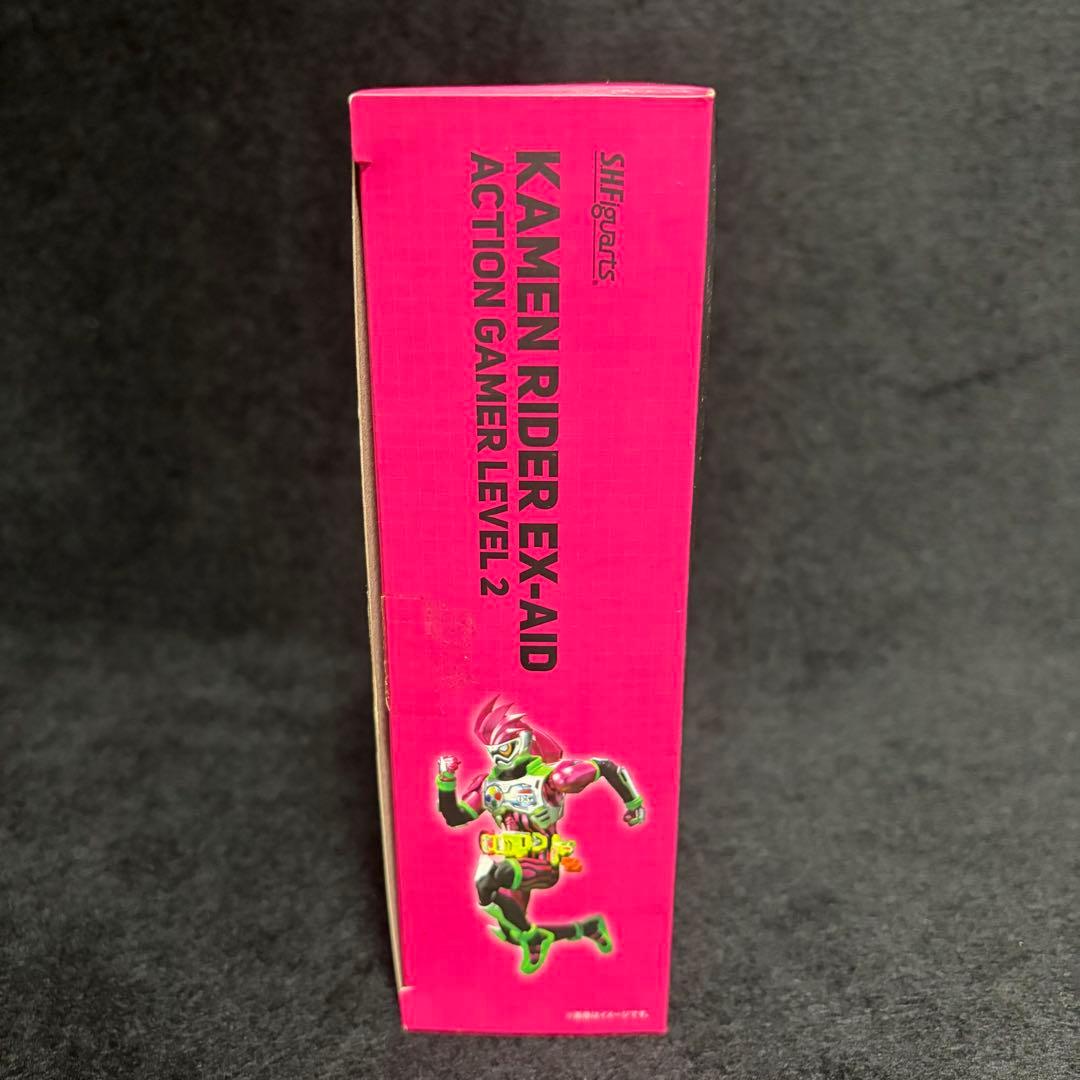 S.H.Figuarts
KAMEN RIDER EX-AID
ACTION GAMER LEVEL 2
※画像はイメージです。